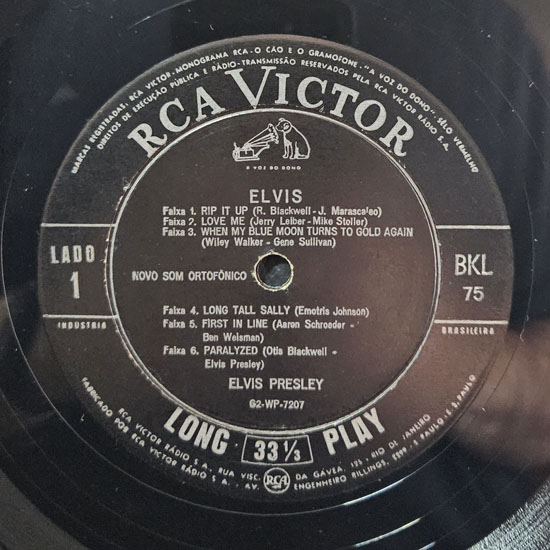 MARCAS REGISTRADAS: RCA VICTOR-MONOGRAMA RCA-O CÃO E O GRAMOFONE-"A VOZ DO DONO"-SÊLO VERMELHO
DIREITOS DE EXECUÇÃO PÚBLICA E RÁDIO-TRANSMISSÃO RESERVADOS PELA RCA VICTOR RÁDIO S.A.
RCA VICTOR
A VOZ DO DONO
ELVIS
Faixa 1. RIP IT UP (R. Blackwell - J. Marascaleo)
Faixa 2. LOVE ME (Jerry Leiber - Mike Stoller)
Faixa 3. WHEN MY BLUE MOON TURNS TO GOLD AGAIN
(Wiley Walker - Gene Sullivan)
LADO
1
NOVO SOM ORTOFÔNICO
BKL
75
INDÚSTRIA
BRASILEIRA
Faixa 4. LONG TALL SALLY (Emotris Johnson)
Faixa 5. FIRST IN LINE (Aaron Schroeder -
Ben Weisman)
Faixa 6. PARALYZED (Otis Blackwell -
Elvis Presley)
ELVIS PRESLEY
G2-WP-7207
LONG 33 1/3 PLAY
RCA
FABRICADO POR RCA VICTOR RÁDIO S.A., RUA VISC. DA GÁVEA, 125 - RIO DE JANEIRO
RCA VICTOR RÁDIO S.A. - AV. ENGENHEIRO BILLINGS, - S. PAULO - E. S. PAULO